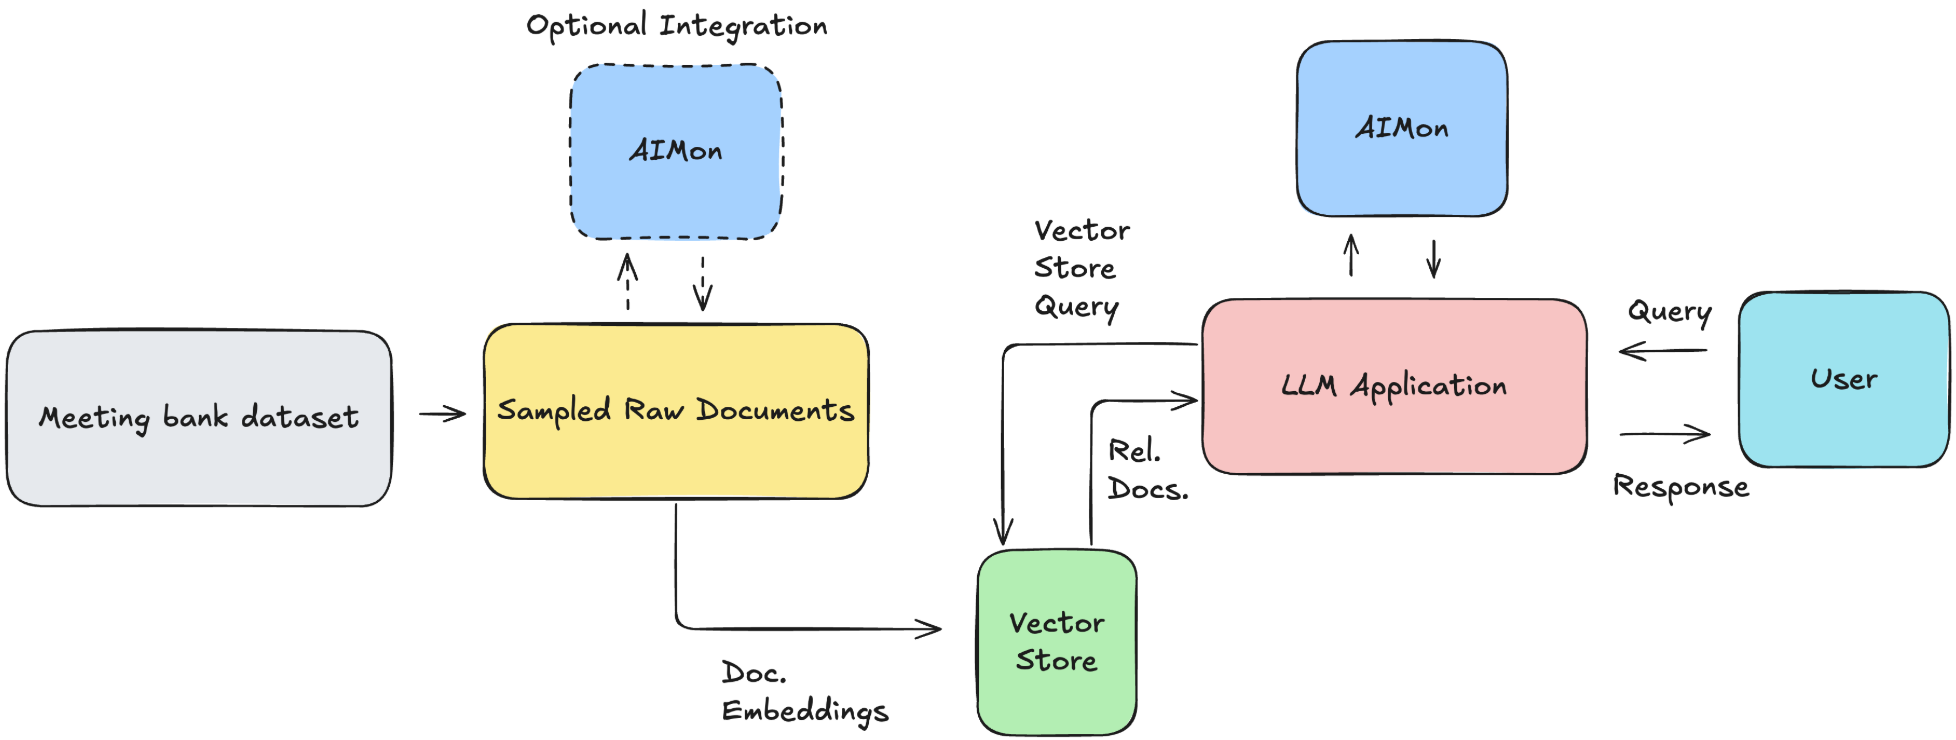 Optional Integration
AIMon
AIMon
Vector
Store
Query
Query
Meeting bank dataset
Sampled Raw Documents
LLM Application
User
Rel.
Docs.
Response
Vector
Store
Doc.
Embeddings